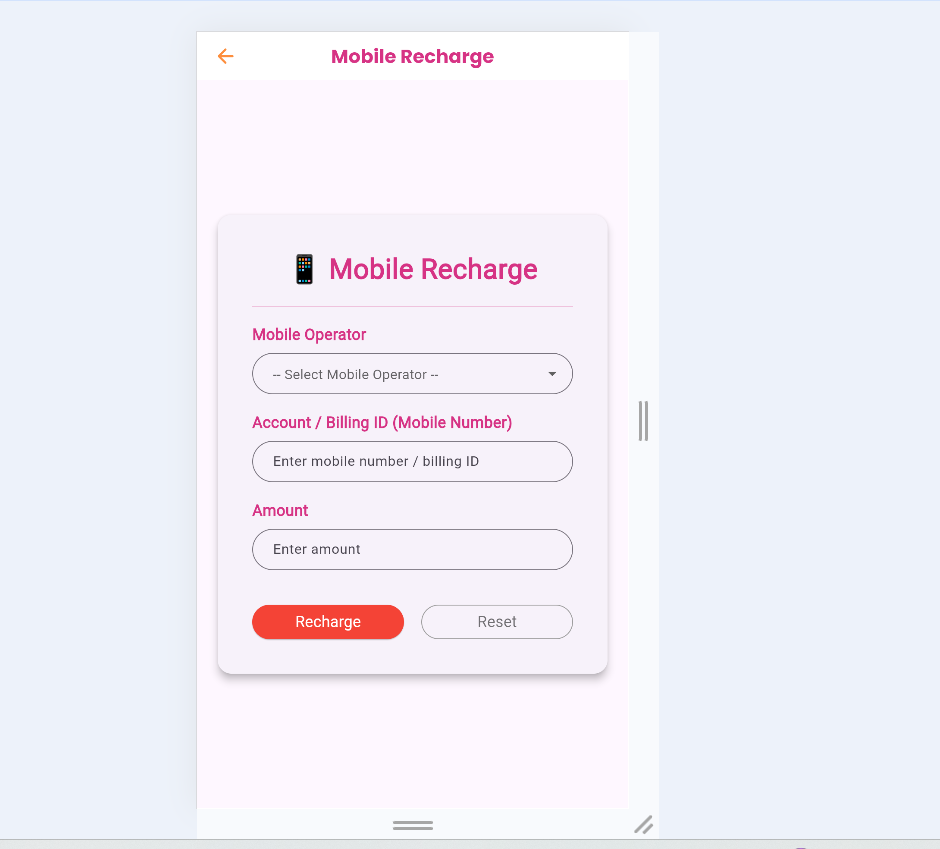 Mobile Recharge
📱 Mobile Recharge
Mobile Operator
-- Select Mobile Operator --
Account / Billing ID (Mobile Number)
Enter mobile number / billing ID
Amount
Enter amount
Recharge Reset